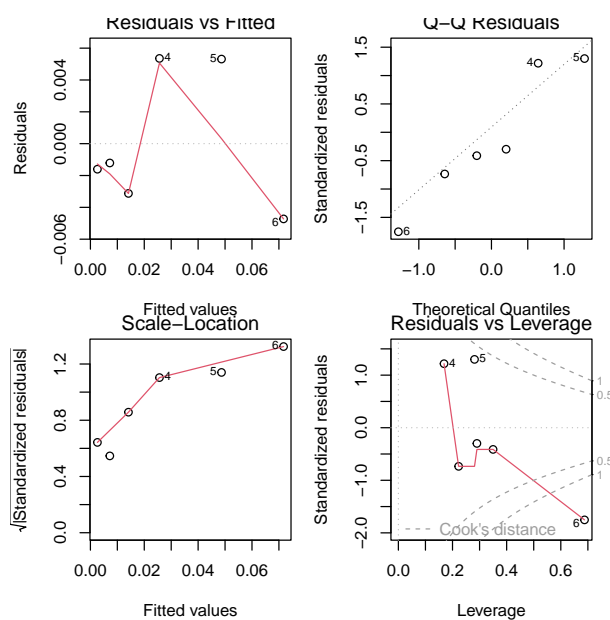 Residuals vs Fitted
Residuals
0.004
0.000
−0.006
4
5
6
0.00 0.02 0.04 0.06
Fitted values
Q−Q Residuals
Standardized residuals
1.5
0.5
−0.5
−1.5
4
5
6
−1.0 0.0 1.0
Theoretical Quantiles
Scale−Location
√|Standardized residuals|
1.2
0.8
0.4
0.0
4
5
6
0.00 0.02 0.04 0.06
Fitted values
Residuals vs Leverage
Standardized residuals
1.0
0.0
−1.0
−2.0
4
5
6
1
0.5
0.5
1
Cook's distance
0.0 0.2 0.4 0.6
Leverage